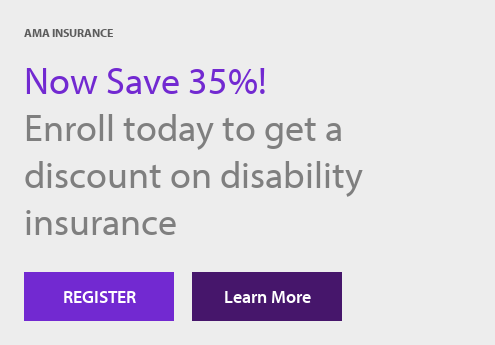 AMA INSURANCE
Now Save 35%!
Enroll today to get a
discount on disability
insurance
REGISTER
Learn More